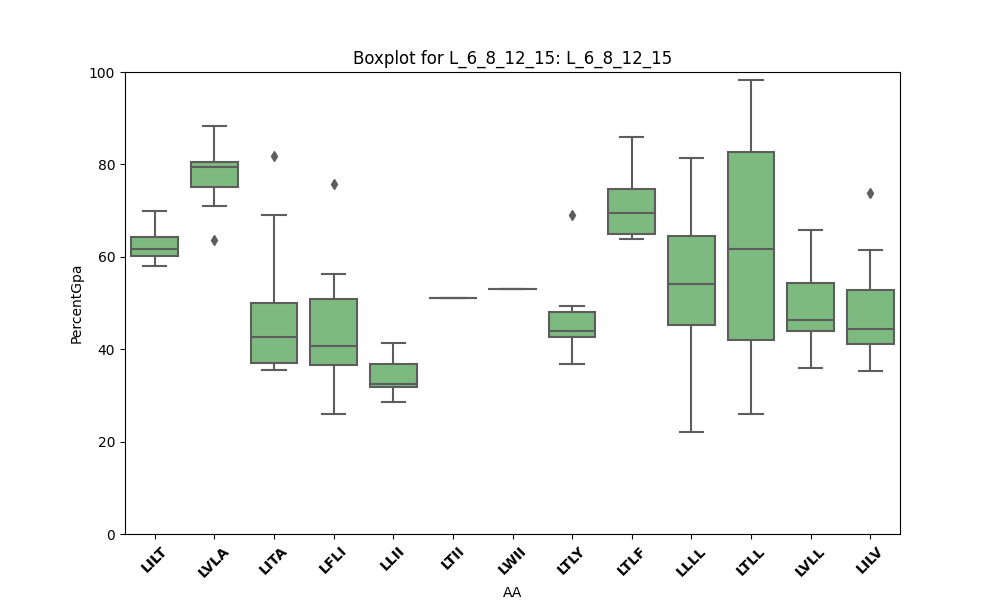 Boxplot for L_6_8_12_15: L_6_8_12_15
PercentGpa
100
80
60
40
20
0
LILT LVLA LITA LFLI LLII LTII LWII LTLY LTLF LLLL LTLL LVLL LILV
AA